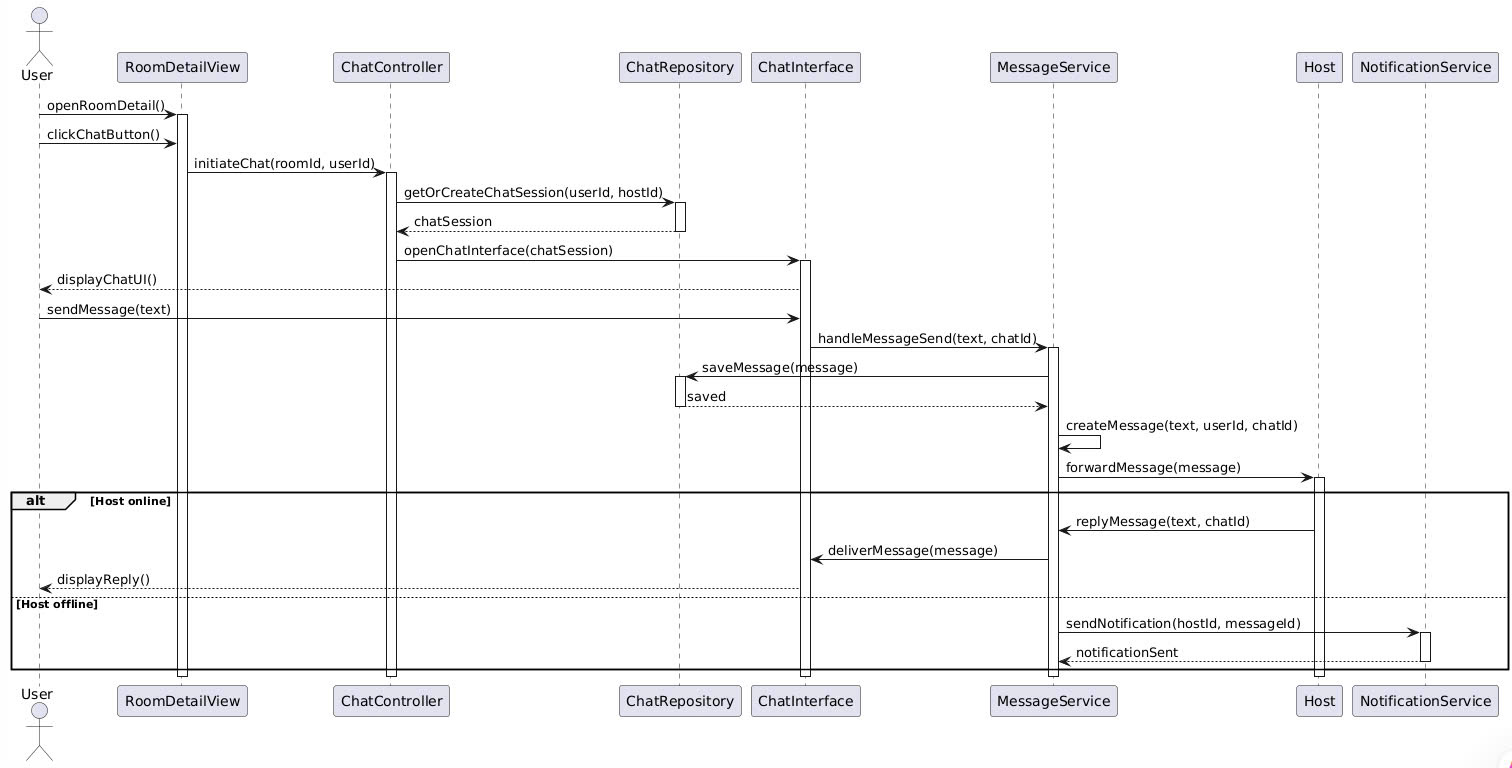 User
RoomDetailView
ChatController
ChatRepository
ChatInterface
MessageService
Host
NotificationService
openRoomDetail()
clickChatButton()
initiateChat(roomId, userId)
getOrCreateChatSession(userId, hostId)
chatSession
openChatInterface(chatSession)
displayChatUI()
sendMessage(text)
handleMessageSend(text, chatId)
saveMessage(message)
saved
createMessage(text, userId, chatId)
forwardMessage(message)
alt [Host online]
replyMessage(text, chatId)
deliverMessage(message)
displayReply()
[Host offline]
sendNotification(hostId, messageId)
notificationSent
User
RoomDetailView
ChatController
ChatRepository
ChatInterface
MessageService
Host
NotificationService